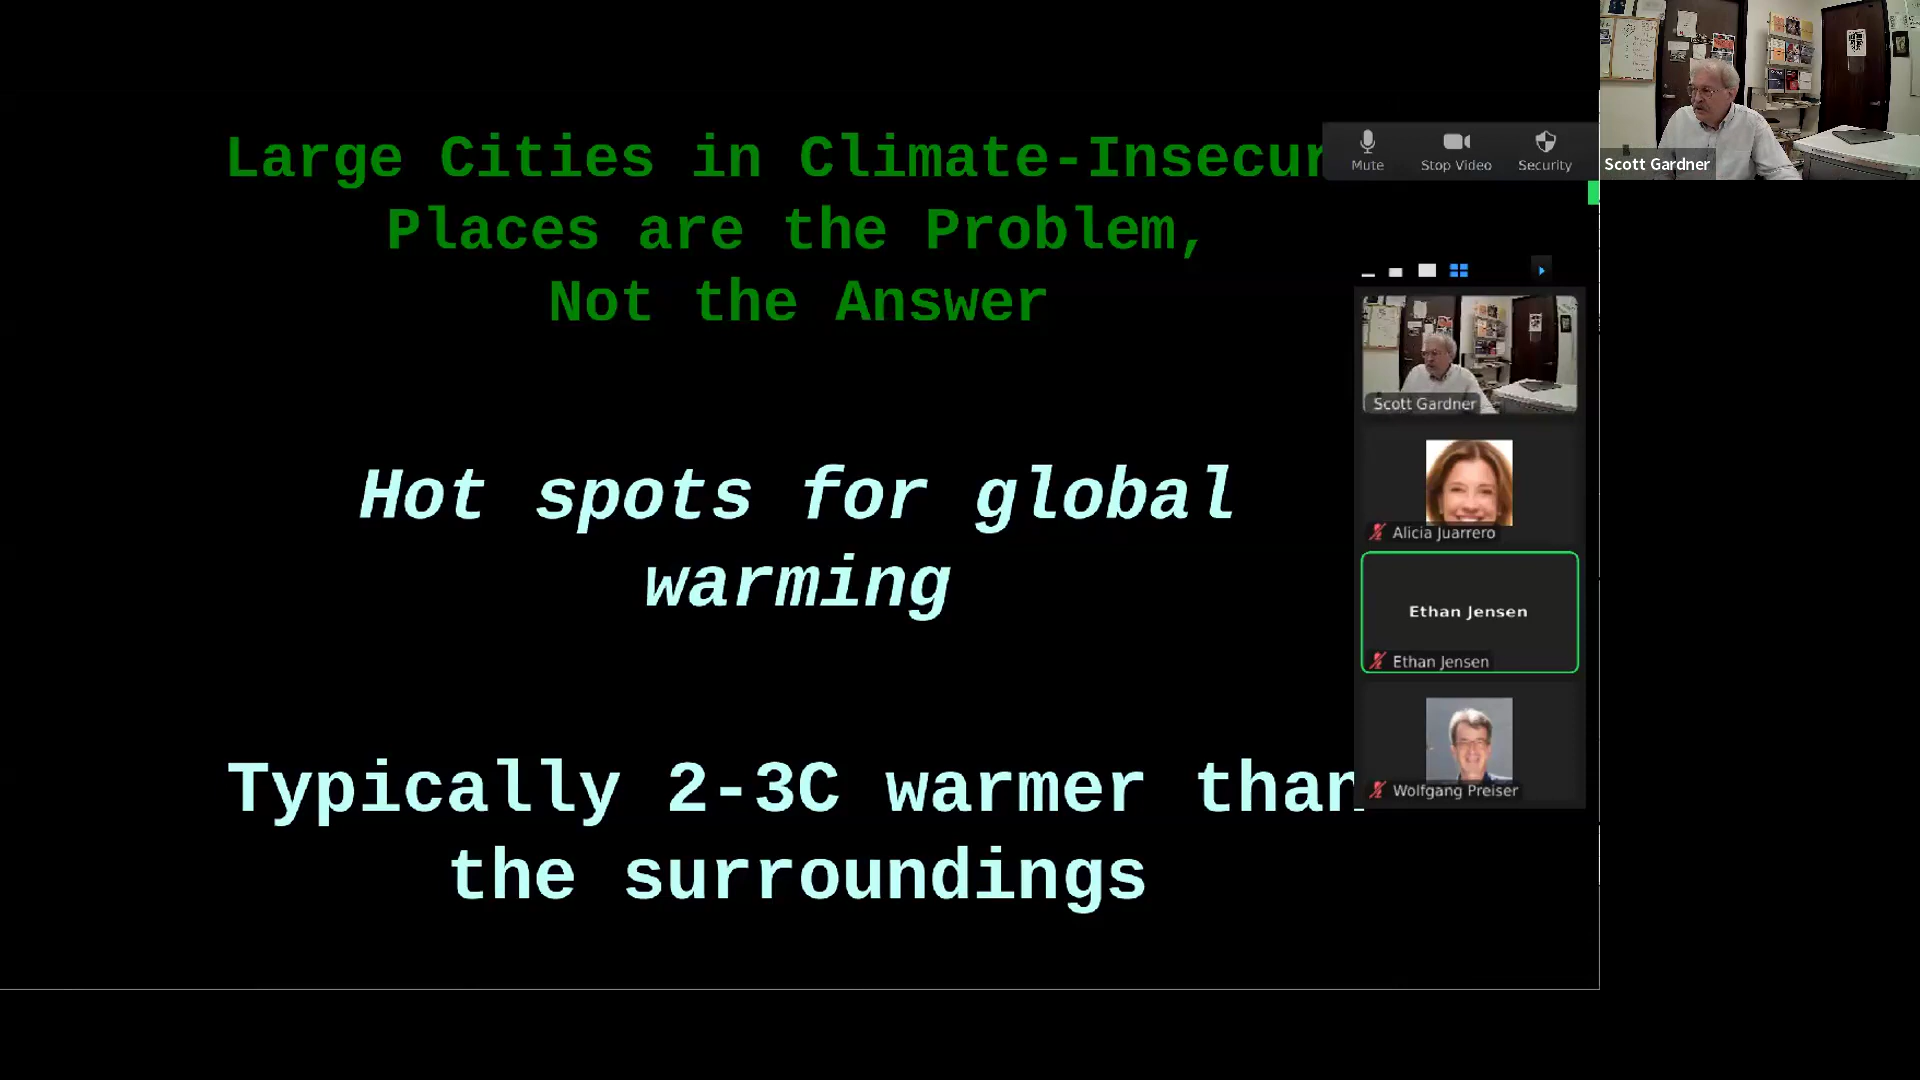 Large Cities in Climate-Insecur
Places are the Problem,
Not the Answer
Hot spots for global
warming
Typically 2-3C warmer than
the surroundings
Mute
Stop Video
Security
Scott Gardner
Scott Gardner
Alicia Juarrero
Ethan Jensen
Ethan Jensen
Wolfgang Preiser